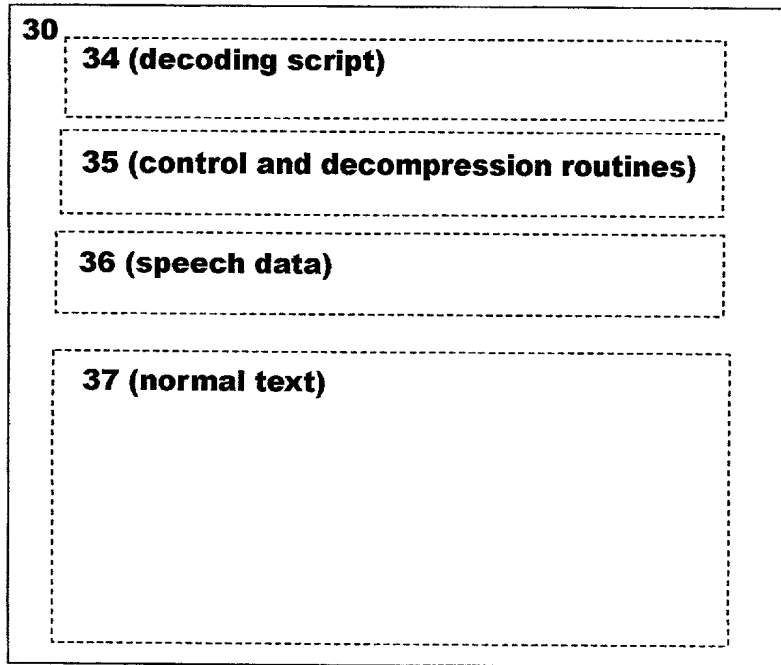 30
34 (decoding script)
35 (control and decompression routines)
36 (speech data)
37 (normal text)